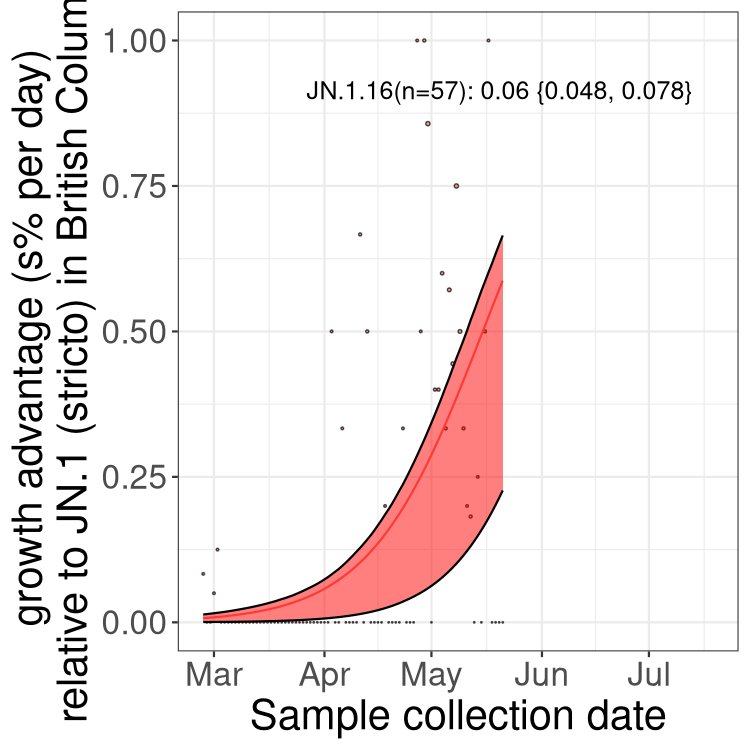 growth advantage (s% per day)
relative to JN.1 (stricto) in British Colum
1.00
0.75
0.50
0.25
0.00
JN.1.16(n=57): 0.06 {0.048, 0.078}
Mar Apr May Jun Jul
Sample collection date